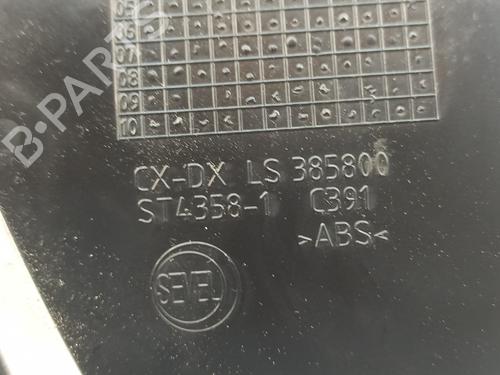 05
06
07
08
09
10
B-PARTS
CX-DX LS 385800
ST4358-1 C391
>ABS<
SEVEL